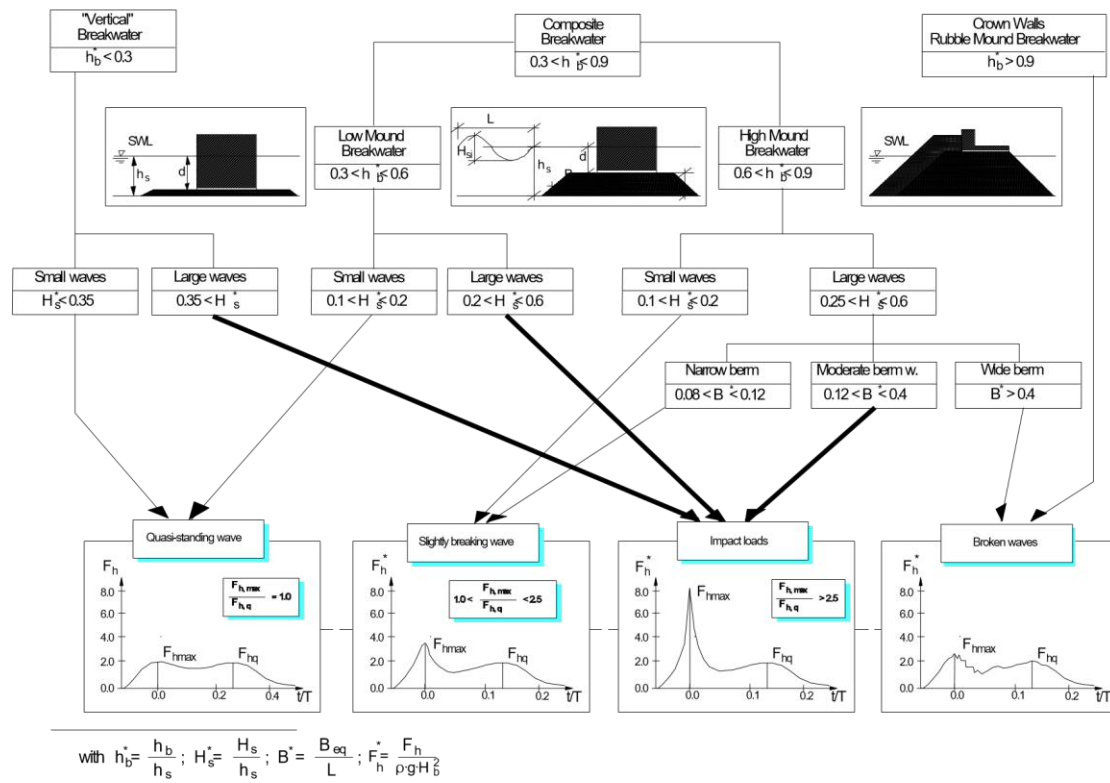 "Vertical"
Breakwater
h*b < 0.3
Composite
Breakwater
0.3 < h*b < 0.9
Crown Walls
Rubble Mound Breakwater
h*b > 0.9
SWL
hs
d
Low Mound
Breakwater
0.3 < h*b < 0.6
L
Hsi
hs
d
High Mound
Breakwater
0.6 < h*b < 0.9
SWL
Small waves
H*s < 0.35
Large waves
0.35 < H*s
Small waves
0.1 < H*s < 0.2
Large waves
0.2 < H*s < 0.6
Small waves
0.1 < H*s < 0.2
Large waves
0.25 < H*s < 0.6
Narrow berm
0.08 < B* < 0.12
Moderate berm w.
0.12 < B* < 0.4
Wide berm
B* > 0.4
Quasi-standing wave
Fh
8.0
6.0
4.0
2.0
0.0
Fh,max / Fh,q = 1.0
Fhmax
Fhq
0.0
0.2
0.4
t/T
Slightly breaking wave
F*h
8.0
6.0
4.0
2.0
0.0
1.0 < Fh,max / Fh,q < 2.5
Fhmax
Fhq
0.0
0.1
0.2
t/T
Impact loads
F*h
8.0
6.0
4.0
2.0
0.0
Fh,max / Fh,q > 2.5
Fhmax
Fhq
0.0
0.1
0.2
t/T
Broken waves
F*h
8.0
6.0
4.0
2.0
0.0
Fhmax
Fhq
0.0
0.1
0.2
t/T
with h*b = hb / hs ; H*s = Hs / hs ; B* = Beq / L ; F*h = Fh / ρ·g·H²b